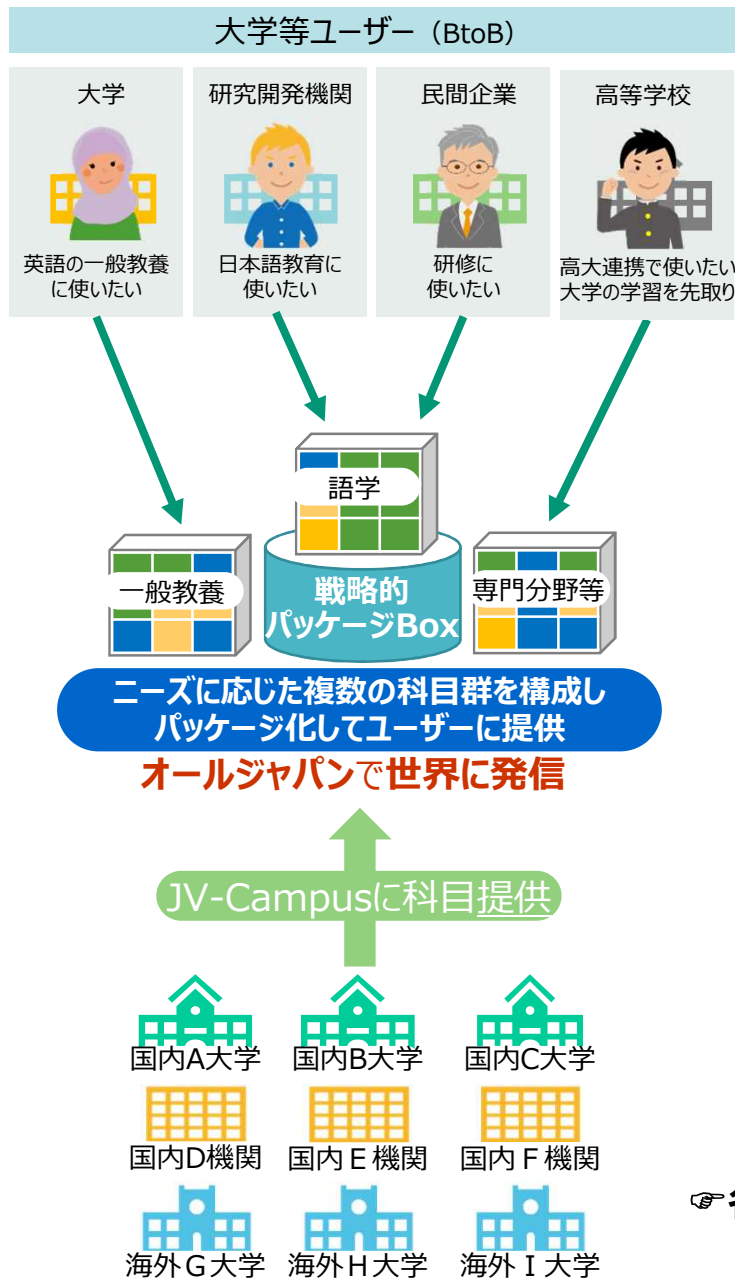 大学等ユーザー（BtoB）
大学
研究開発機関
民間企業
高等学校
英語の一般教養
に使いたい
日本語教育に
使いたい
研修に
使いたい
高大連携で使いたい
大学の学習を先取り
語学
一般教養
戦略的
パッケージBox
専門分野等
ニーズに応じた複数の科目群を構成し
パッケージ化してユーザーに提供
オールジャパンで世界に発信
JV-Campusに科目提供
国内A大学
国内B大学
国内C大学
国内D機関
国内Ｅ機関
国内Ｆ機関
海外Ｇ大学
海外Ｈ大学
海外Ｉ大学
☞